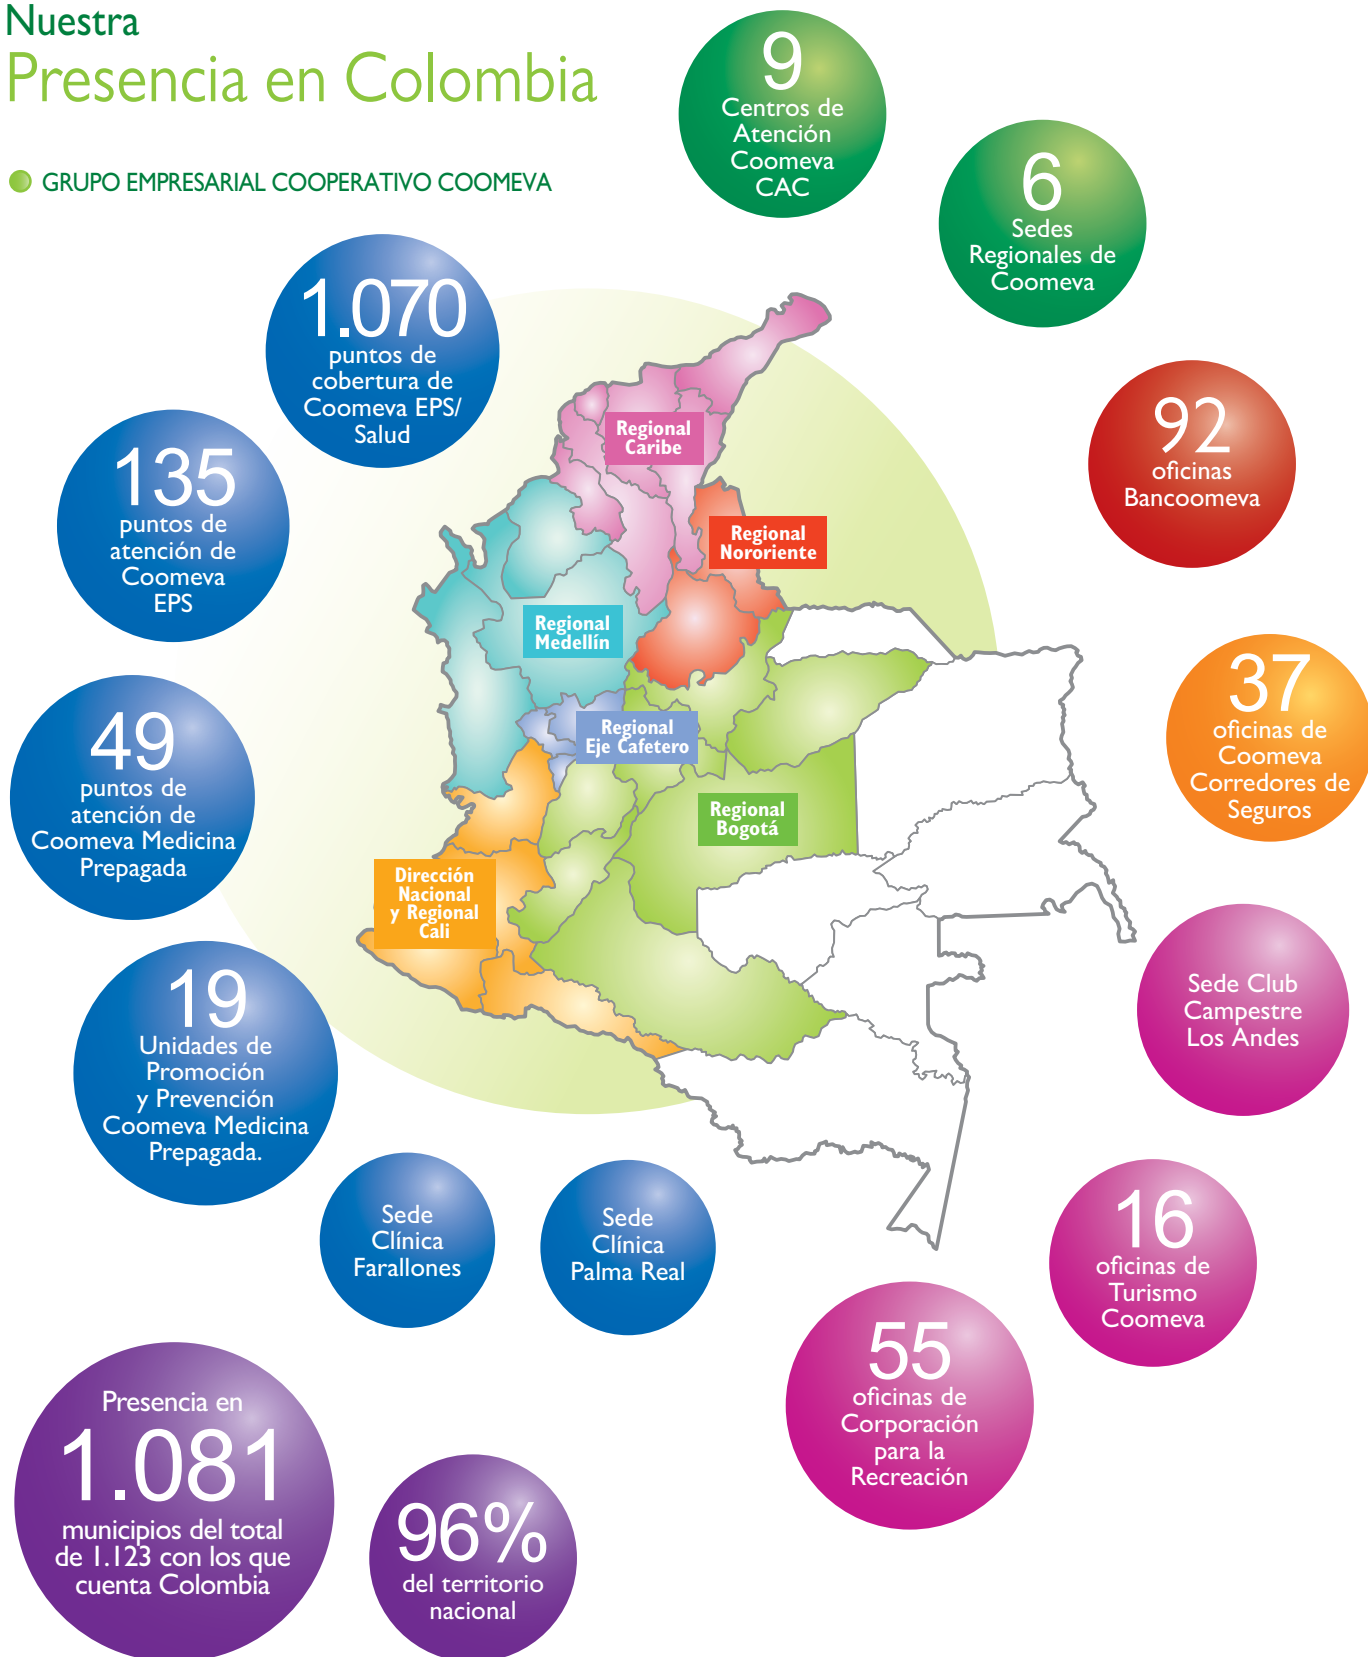 Nuestra
Presencia en Colombia
GRUPO EMPRESARIAL COOPERATIVO COOMEVA
9
Centros de
Atención
Coomeva
CAC
6
Sedes
Regionales de
Coomeva
1.070
puntos de
cobertura de
Coomeva EPS/
Salud
92
oficinas
Bancoomeva
135
puntos de
atención de
Coomeva
EPS
Regional
Caribe
Regional
Nororiente
Regional
Medellín
37
oficinas de
Coomeva
Corredores de
Seguros
49
puntos de
atención de
Coomeva Medicina
Prepagada
Regional
Eje Cafetero
Regional
Bogotá
Dirección
Nacional
y Regional
Cali
19
Unidades de
Promoción
y Prevención
Coomeva Medicina
Prepagada.
Sede Club
Campestre
Los Andes
Sede
Clínica
Farallones
Sede
Clínica
Palma Real
16
oficinas de
Turismo
Coomeva
55
oficinas de
Corporación
para la
Recreación
Presencia en
1.081
municipios del total
de 1.123 con los que
cuenta Colombia
96%
del territorio
nacional